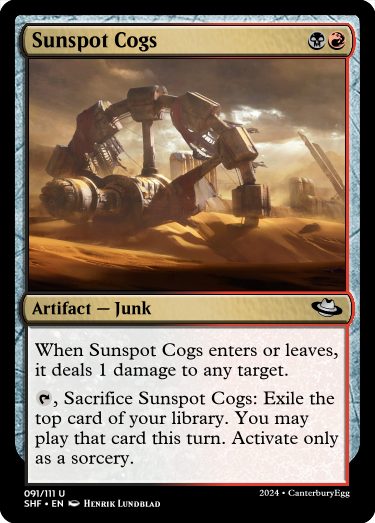 Sunspot Cogs
Artifact — Junk
When Sunspot Cogs enters or leaves,
it deals 1 damage to any target.
, Sacrifice Sunspot Cogs: Exile the
top card of your library. You may
play that card this turn. Activate only
as a sorcery.
091/111 U
SHF • EN Henrik Lundblad
2024 • CanterburyEgg